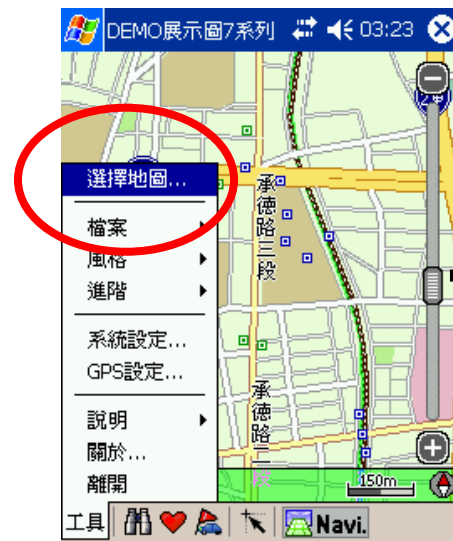 DEMO展示圖7系列 03:23
選擇地圖...
檔案
風格
進階
系統設定...
GPS設定...
說明
關於...
離開
承德路三段
承德路二段
150m
工具 Navi.